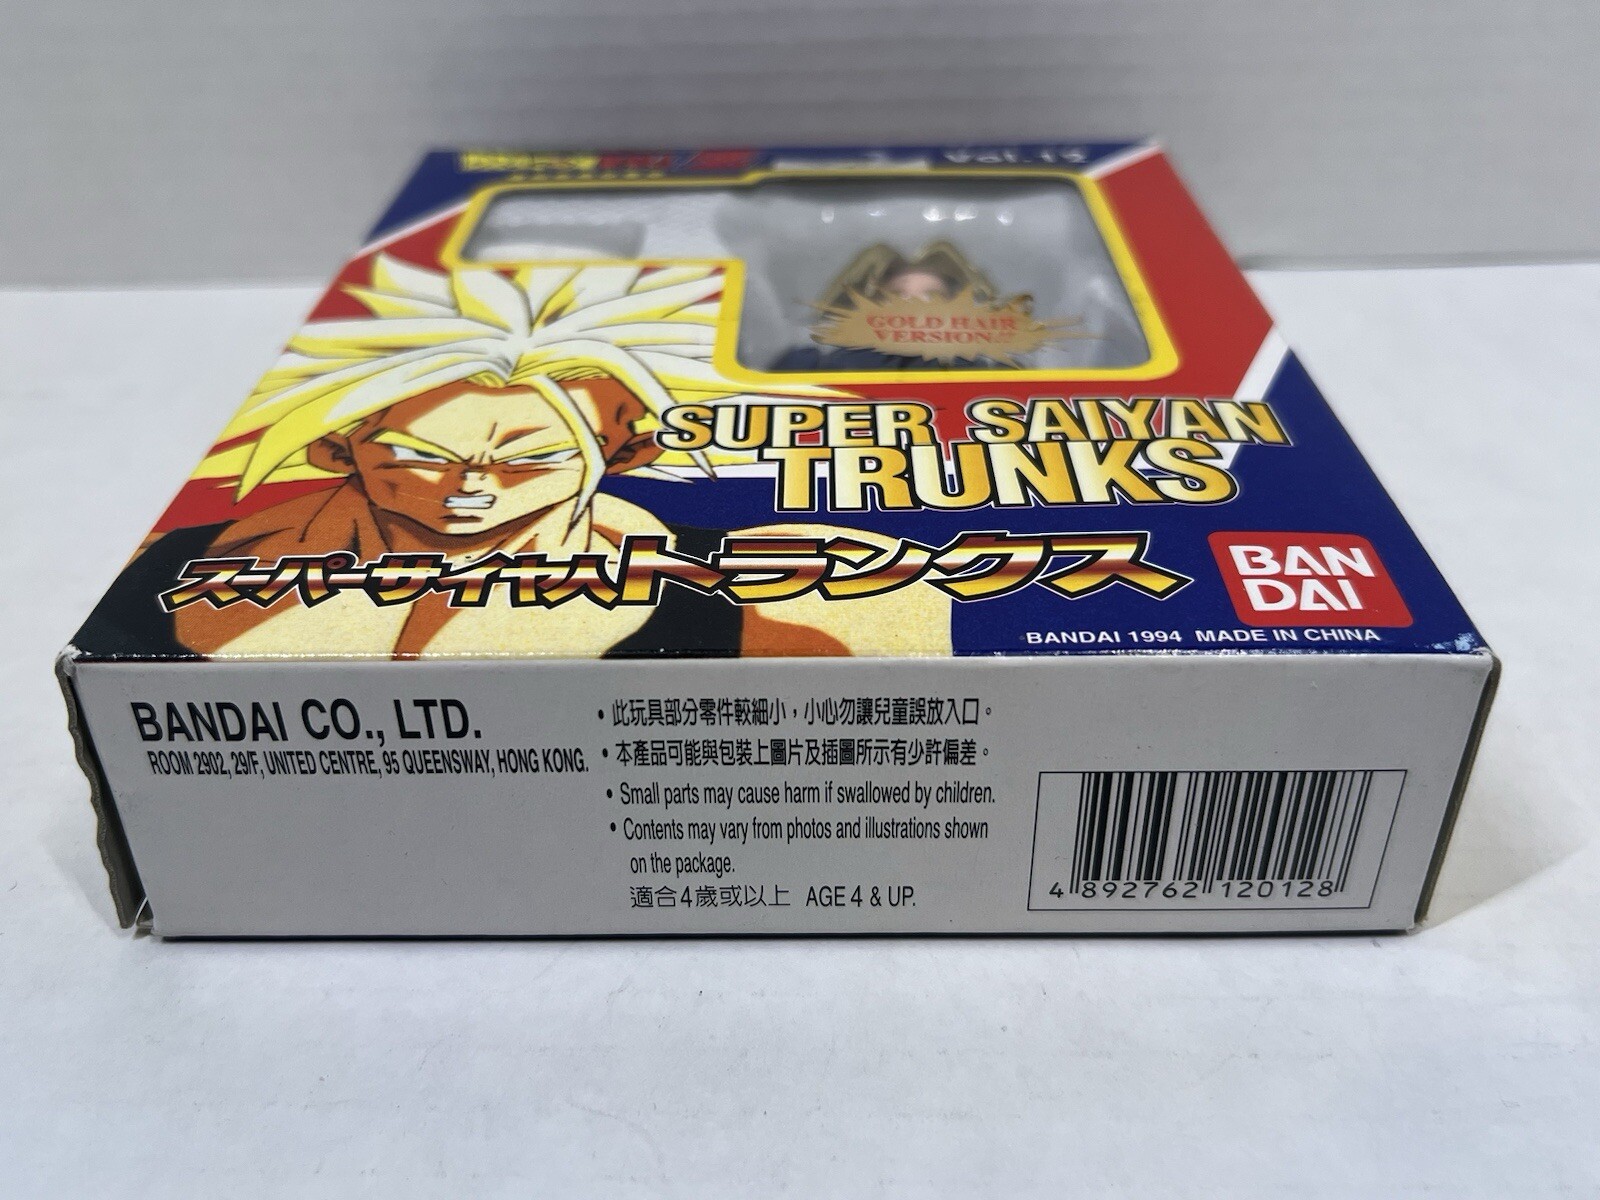 GOLD HAIR
VERSION!!
SUPER SAIYAN
TRUNKS
スーパーサイヤ人トランクス
BAN
DAI
BANDAI 1994 MADE IN CHINA
BANDAI CO., LTD.
ROOM 2902, 29/F, UNITED CENTRE, 95 QUEENSWAY, HONG KONG.
• 此玩具部分零件較細小，小心勿讓兒童誤放入口。
• 本產品可能與包裝上圖片及插圖所示有少許偏差。
• Small parts may cause harm if swallowed by children.
• Contents may vary from photos and illustrations shown
on the package.
適合4歲或以上 AGE 4 & UP.
4 892762 120128